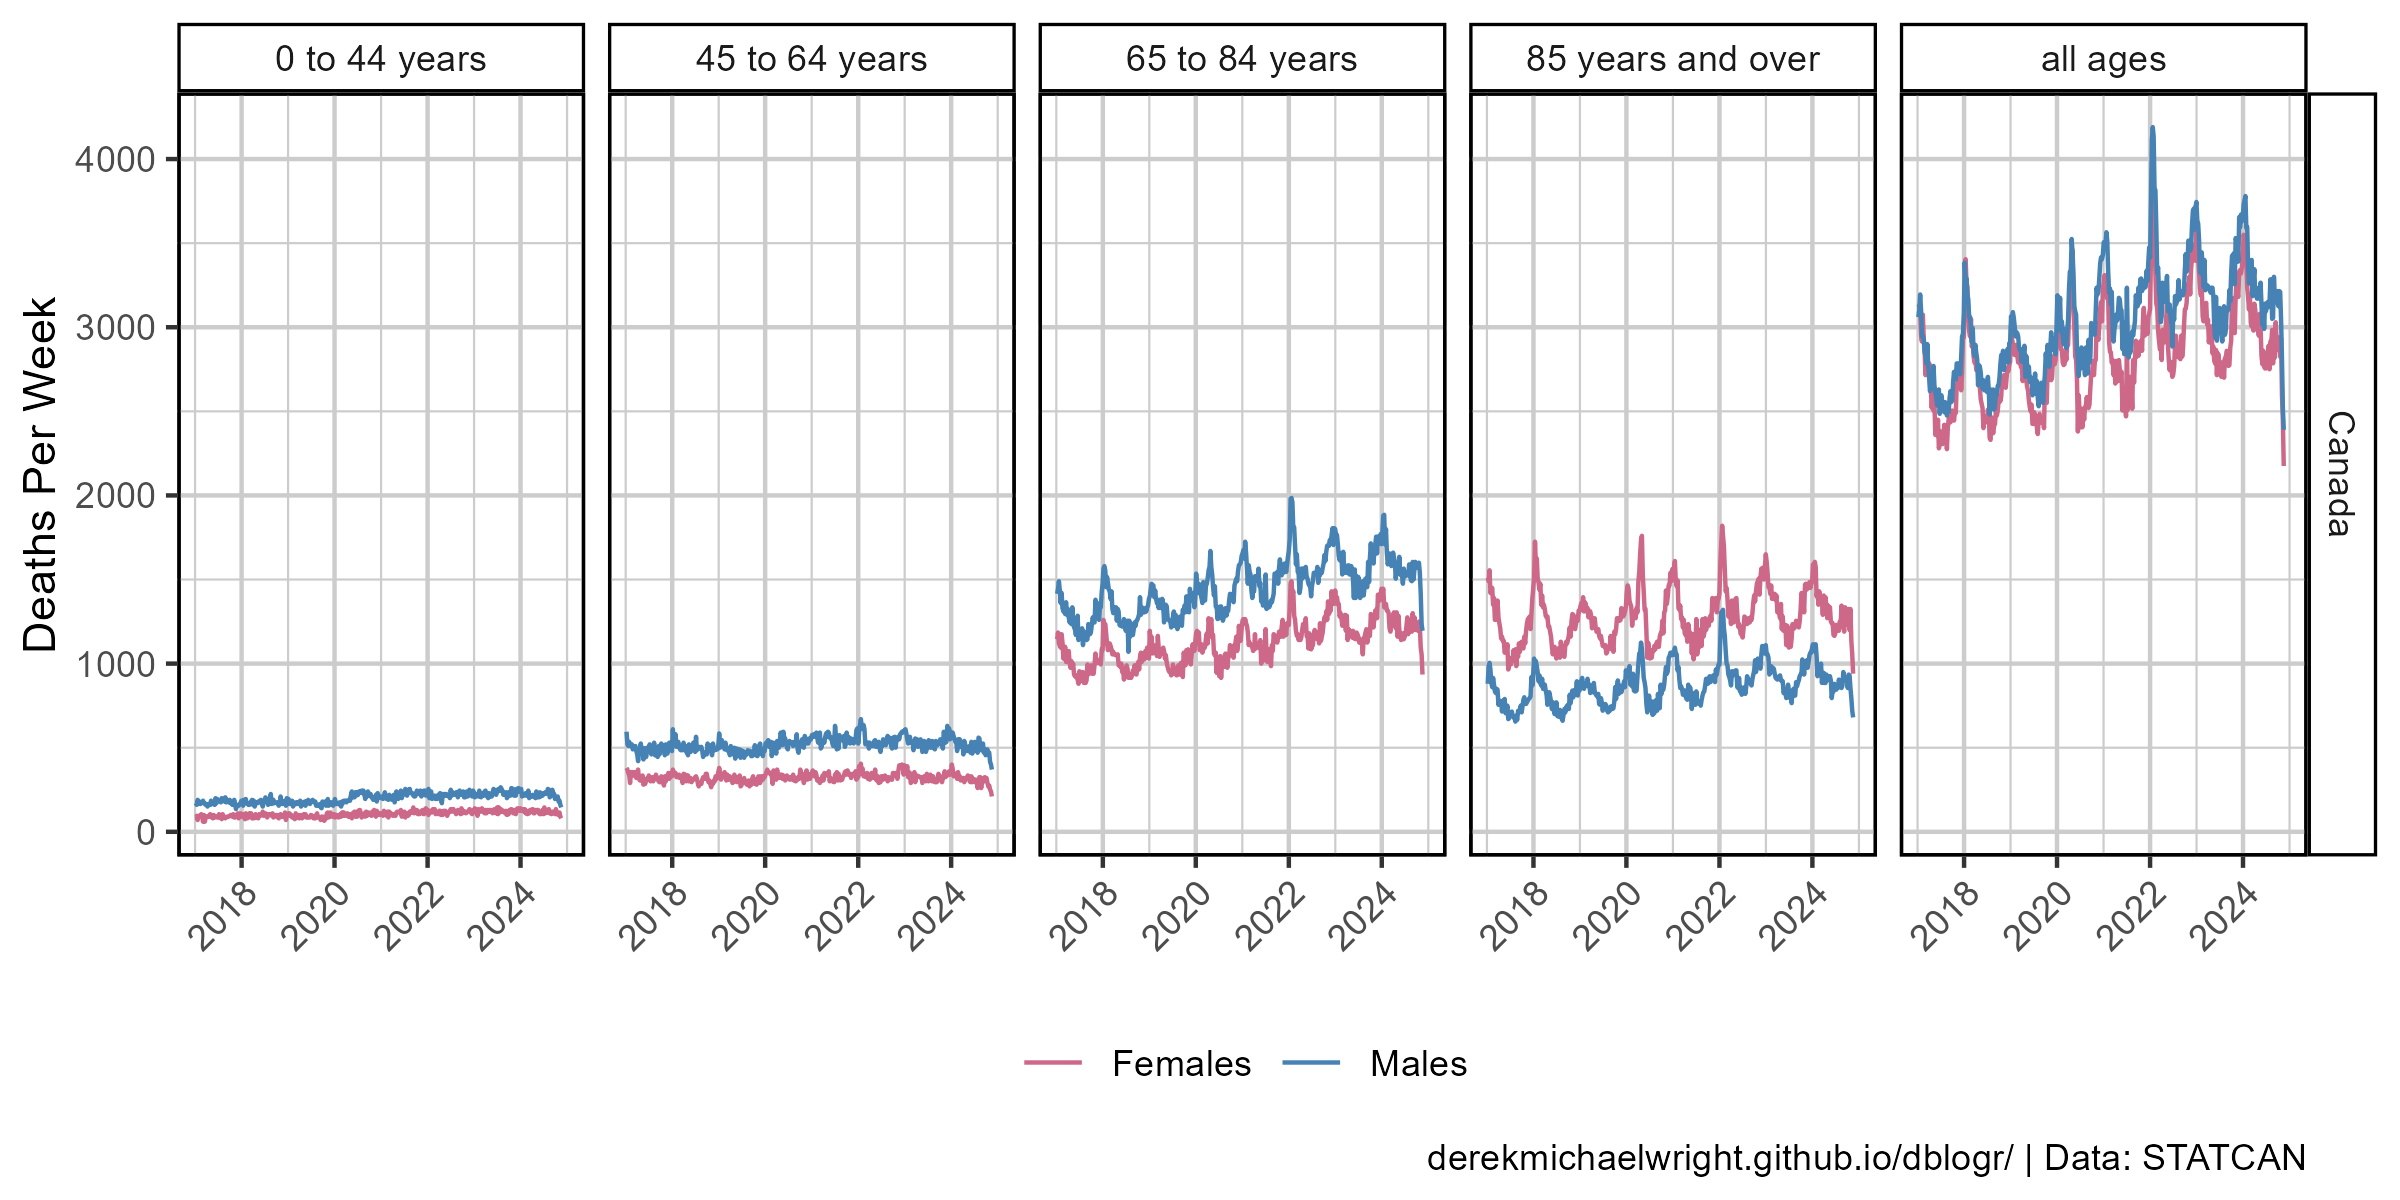 0 to 44 years
45 to 64 years
65 to 84 years
85 years and over
all ages
Canada
Deaths Per Week
4000
3000
2000
1000
0
2018 2020 2022 2024
2018 2020 2022 2024
2018 2020 2022 2024
2018 2020 2022 2024
2018 2020 2022 2024
Females Males
derekmichaelwright.github.io/dblogr/ | Data: STATCAN